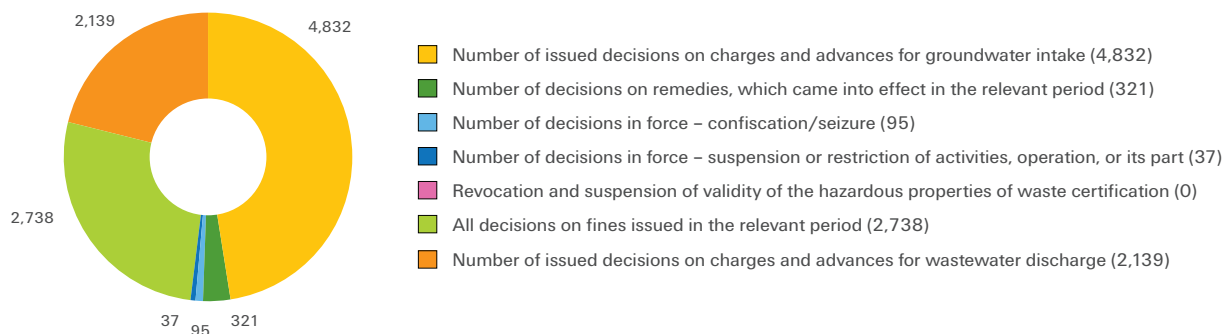 2,139
4,832
2,738
37
95
321
Number of issued decisions on charges and advances for groundwater intake (4,832)
Number of decisions on remedies, which came into effect in the relevant period (321)
Number of decisions in force – confiscation/seizure (95)
Number of decisions in force – suspension or restriction of activities, operation, or its part (37)
Revocation and suspension of validity of the hazardous properties of waste certification (0)
All decisions on fines issued in the relevant period (2,738)
Number of issued decisions on charges and advances for wastewater discharge (2,139)